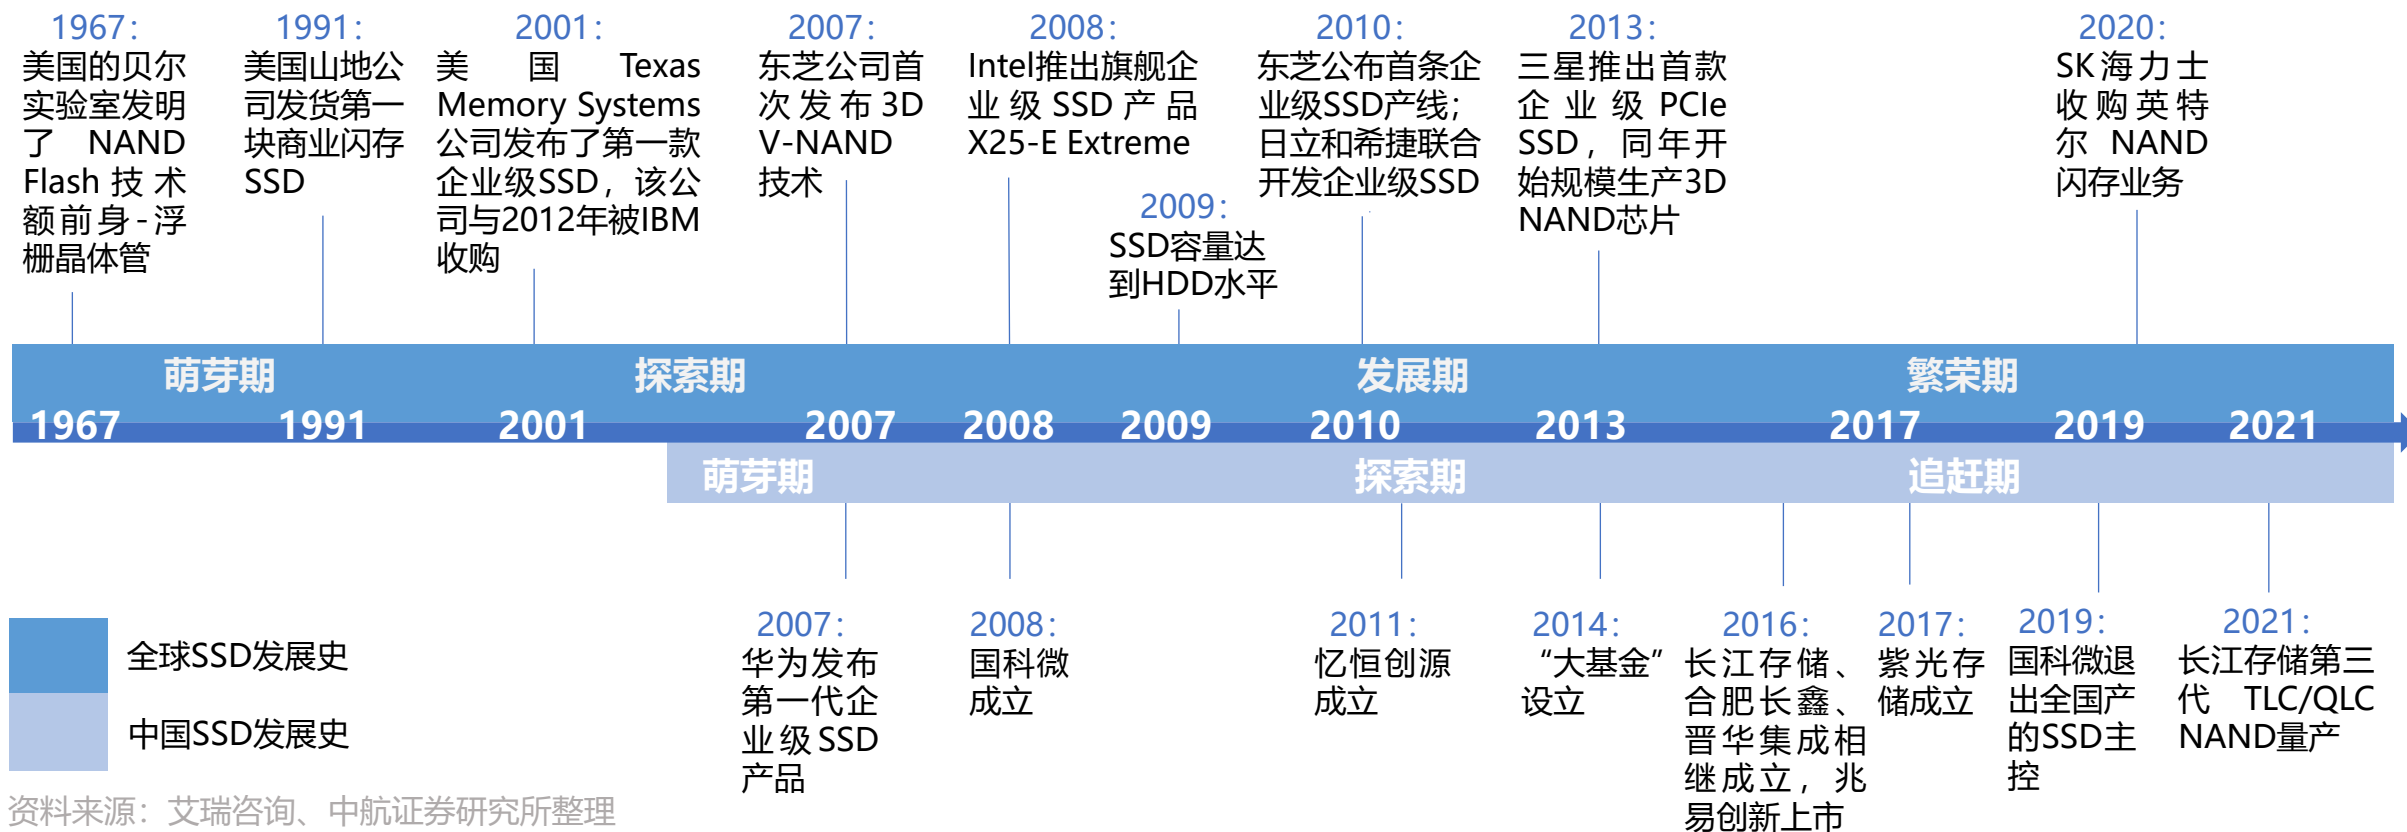 1967：
美国的贝尔
实验室发明
了 NAND
Flash 技术
额前身-浮
栅晶体管
1991：
美国山地公
司发货第一
块商业闪存
SSD
2001：
美 国 Texas
Memory Systems
公司发布了第一款
企业级SSD，该公
司与2012年被IBM
收购
2007：
东芝公司首
次发布3D
V-NAND
技术
2008：
Intel推出旗舰企
业级SSD产品
X25-E Extreme
2009：
SSD容量达
到HDD水平
2010：
东芝公布首条企
业级SSD产线；
日立和希捷联合
开发企业级SSD
2013：
三星推出首款
企业级PCIe
SSD，同年开
始规模生产3D
NAND芯片
2020：
SK海力士
收购英特
尔 NAND
闪存业务
萌芽期 探索期 发展期 繁荣期
1967 1991 2001 2007 2008 2009 2010 2013 2017 2019 2021
萌芽期 探索期 追赶期
2007：
华为发布
第一代企
业级SSD
产品
2008：
国科微
成立
2011：
忆恒创源
成立
2014：
“大基金”
设立
2016：
长江存储、
合肥长鑫、
晋华集成相
继成立，兆
易创新上市
2017：
紫光存
储成立
2019：
国科微退
出全国产
的SSD主
控
2021：
长江存储第三
代 TLC/QLC
NAND量产
全球SSD发展史
中国SSD发展史
资料来源：艾瑞咨询、中航证券研究所整理